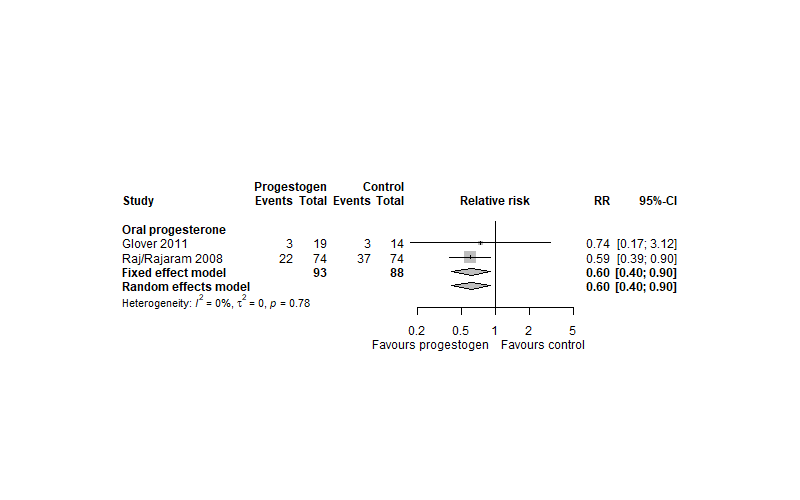 Progestogen Control
Study Events Total Events Total Relative risk RR 95%-CI
Oral progesterone
Glover 2011 3 19 3 14 0.74 [0.17; 3.12]
Raj/Rajaram 2008 22 74 37 74 0.59 [0.39; 0.90]
Fixed effect model 93 88 0.60 [0.40; 0.90]
Random effects model 0.60 [0.40; 0.90]
Heterogeneity: I² = 0%, τ² = 0, p = 0.78
0.2 0.5 1 2 5
Favours progestogen Favours control